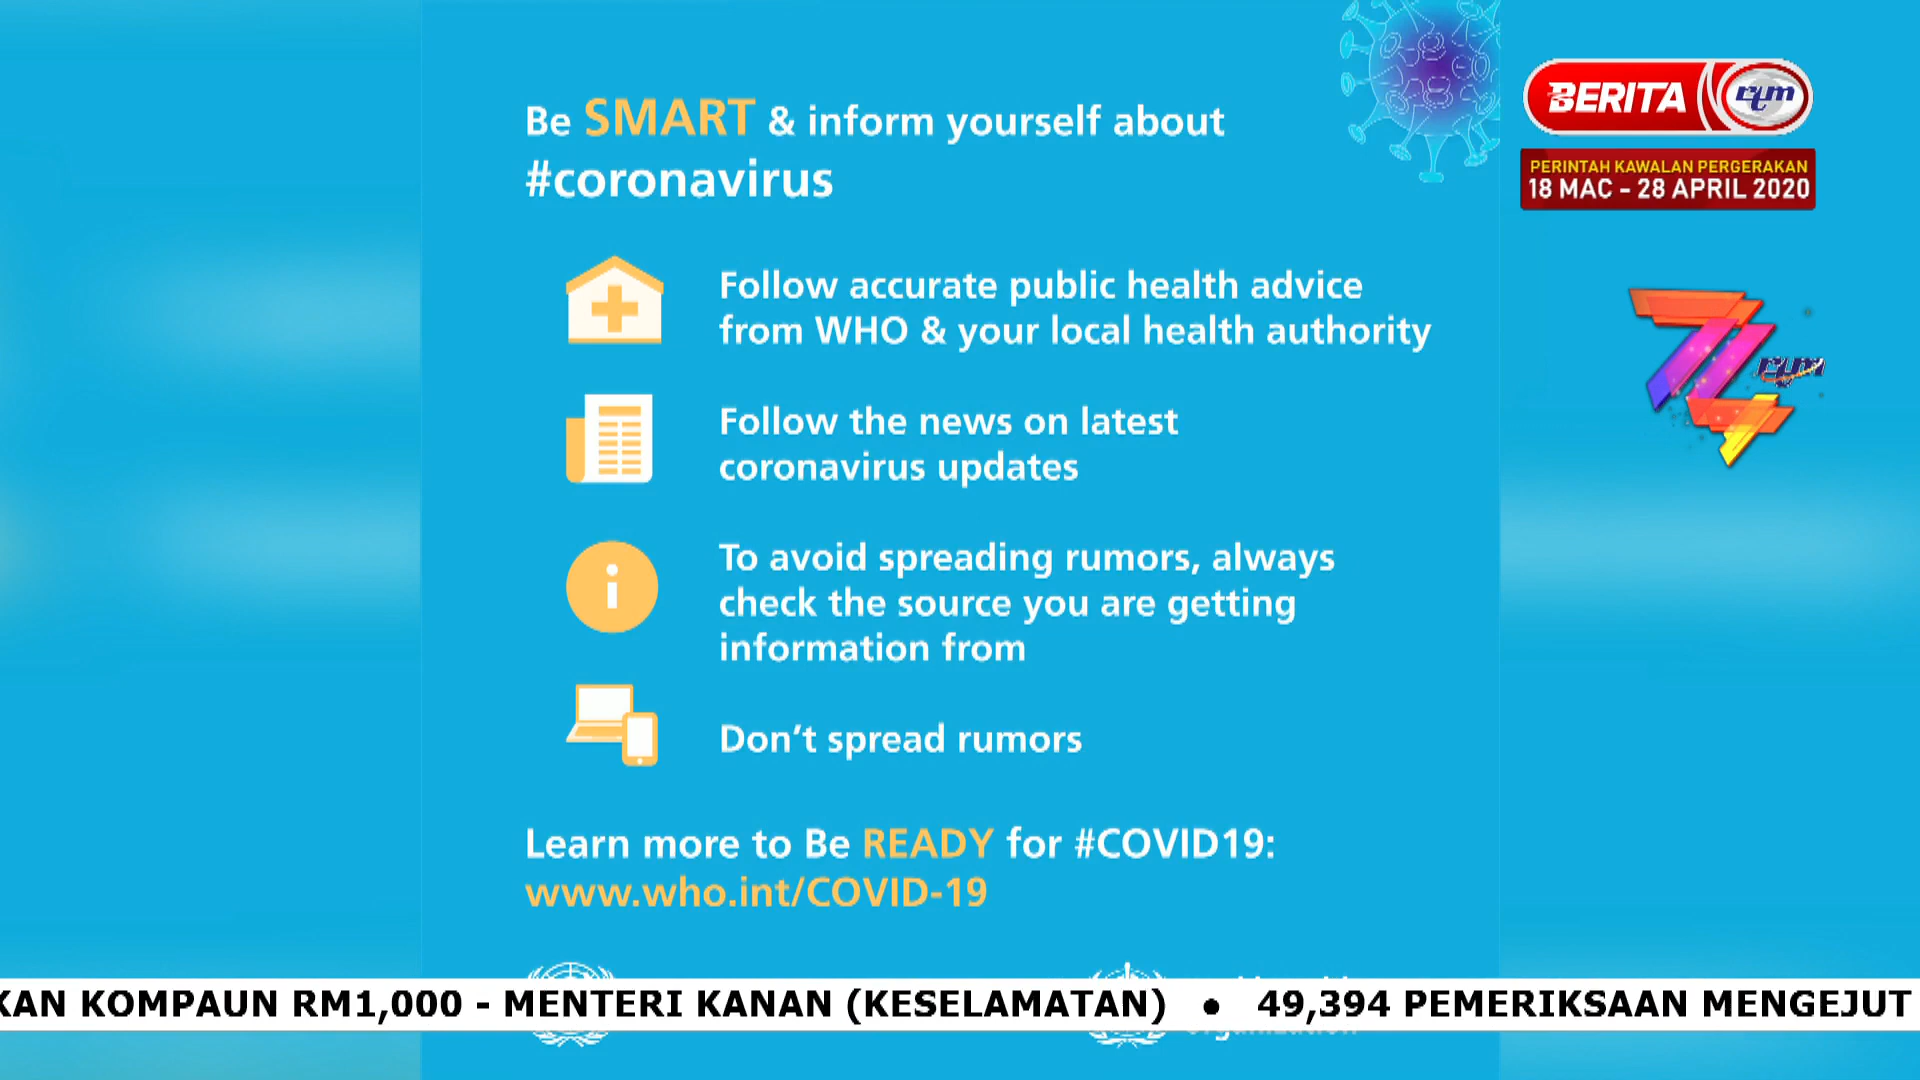 Be SMART & inform yourself about
#coronavirus
Follow accurate public health advice
from WHO & your local health authority
Follow the news on latest
coronavirus updates
To avoid spreading rumors, always
check the source you are getting
information from
Don't spread rumors
Learn more to Be READY for #COVID19:
www.who.int/COVID-19
BERITA rtm
PERINTAH KAWALAN PERGERAKAN
18 MAC - 28 APRIL 2020
74 rtm
KAN KOMPAUN RM1,000 - MENTERI KANAN (KESELAMATAN) • 49,394 PEMERIKSAAN MENGEJUT